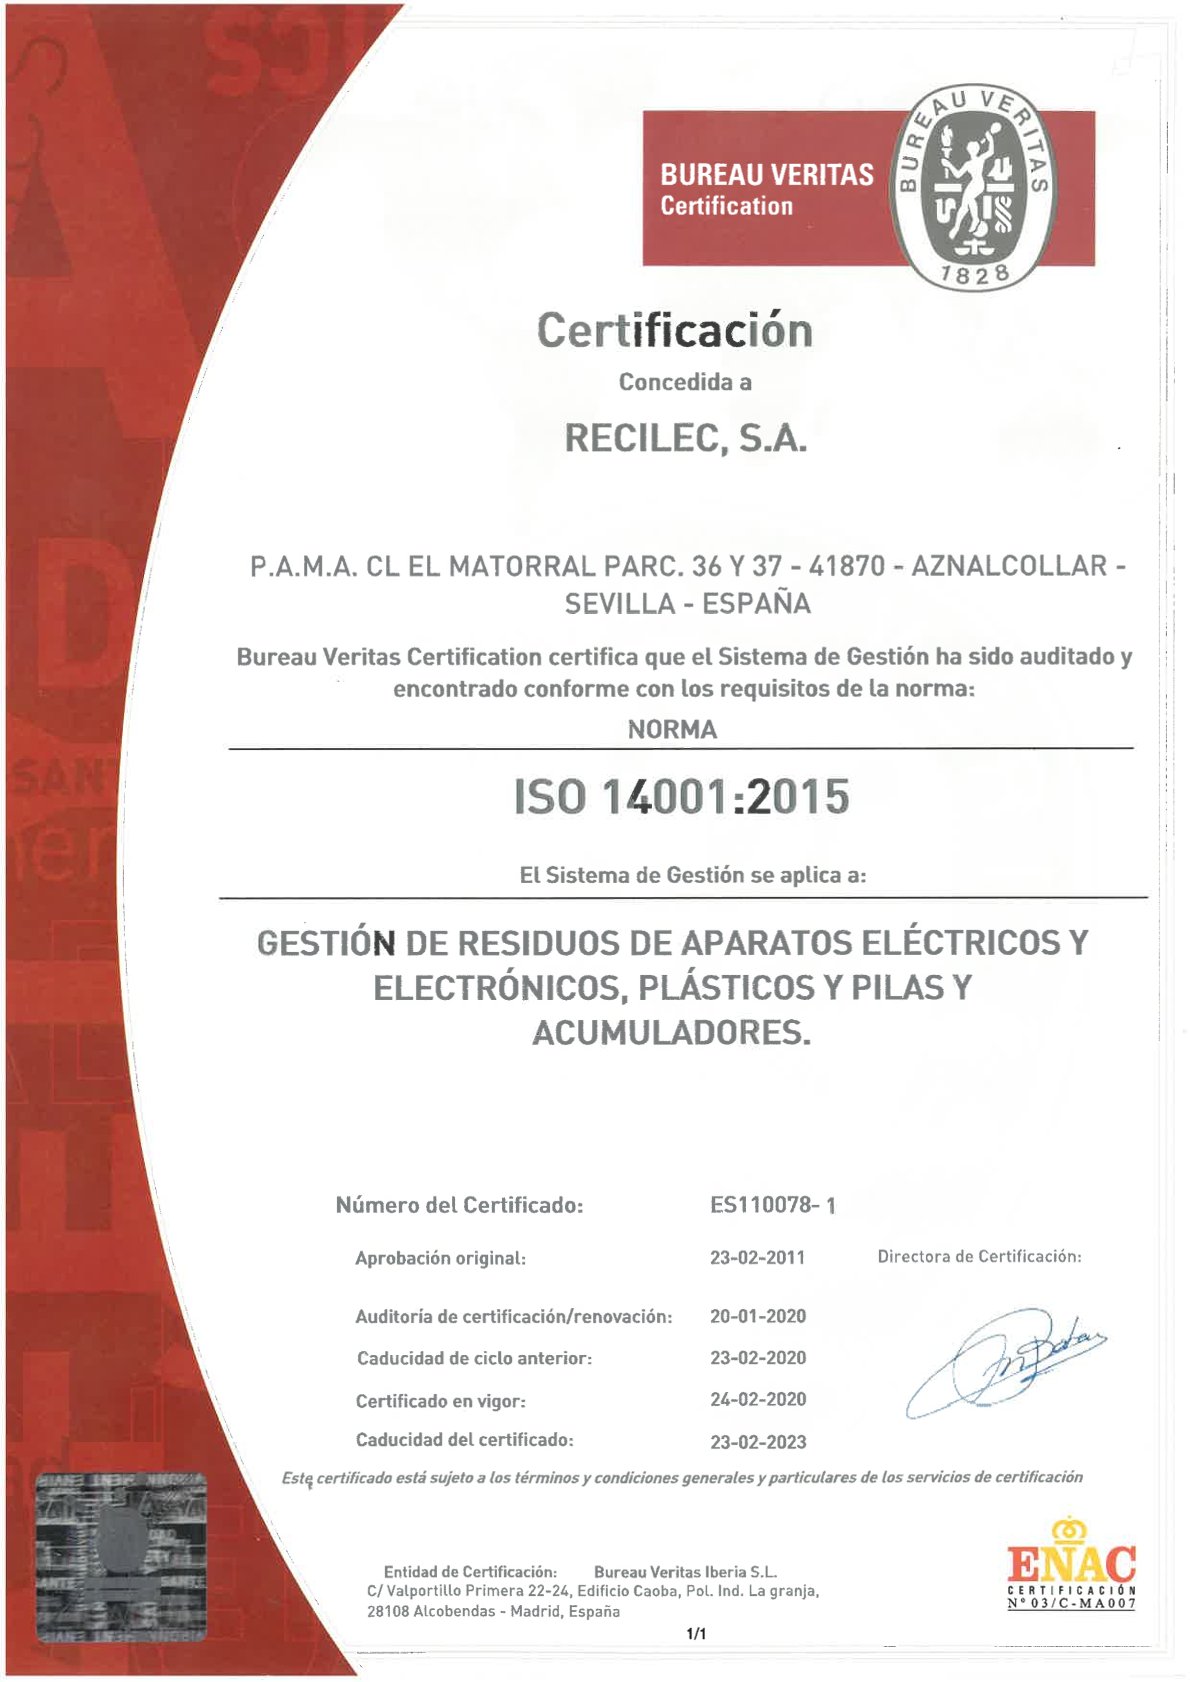 BUREAU VERITAS
Certification
BUREAU VERITAS
1828
Certificación
Concedida a
RECILEC, S.A.
P.A.M.A. CL EL MATORRAL PARC. 36 Y 37 - 41870 - AZNALCOLLAR -
SEVILLA - ESPAÑA
Bureau Veritas Certification certifica que el Sistema de Gestión ha sido auditado y
encontrado conforme con los requisitos de la norma:
NORMA
ISO 14001:2015
El Sistema de Gestión se aplica a:
GESTIÓN DE RESIDUOS DE APARATOS ELÉCTRICOS Y
ELECTRÓNICOS, PLÁSTICOS Y PILAS Y
ACUMULADORES.
Número del Certificado: ES110078- 1
Aprobación original: 23-02-2011 Directora de Certificación:
Auditoría de certificación/renovación: 20-01-2020
Caducidad de ciclo anterior: 23-02-2020
Certificado en vigor: 24-02-2020
Caducidad del certificado: 23-02-2023
Este certificado está sujeto a los términos y condiciones generales y particulares de los servicios de certificación
Entidad de Certificación: Bureau Veritas Iberia S.L.
C/ Valportillo Primera 22-24, Edificio Caoba, Pol. Ind. La granja,
28108 Alcobendas - Madrid, España
ENAC
CERTIFICACIÓN
Nº 03/C-MA007
1/1